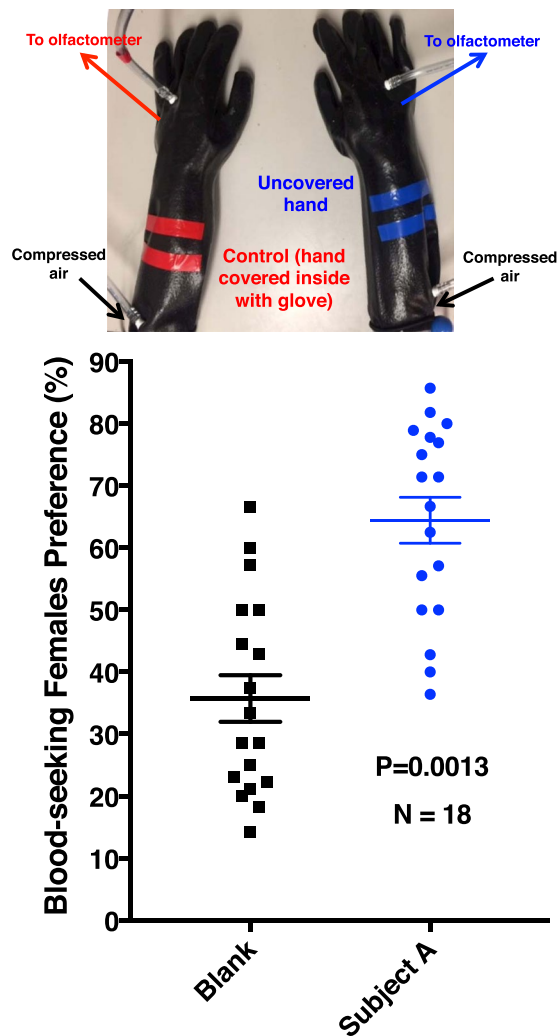 To olfactometer
To olfactometer
Uncovered
hand
Compressed
air
Control (hand
covered inside
with glove)
Compressed
air
Blood-seeking Females Preference (%)
90
80
70
60
50
40
30
20
10
0
P=0.0013
N = 18
Blank
Subject A